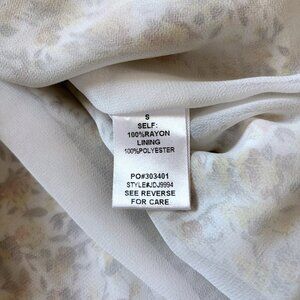 S
SELF:
100%RAYON
LINING
100%POLYESTER
PO#303401
STYLE#JDJ9994
SEE REVERSE
FOR CARE